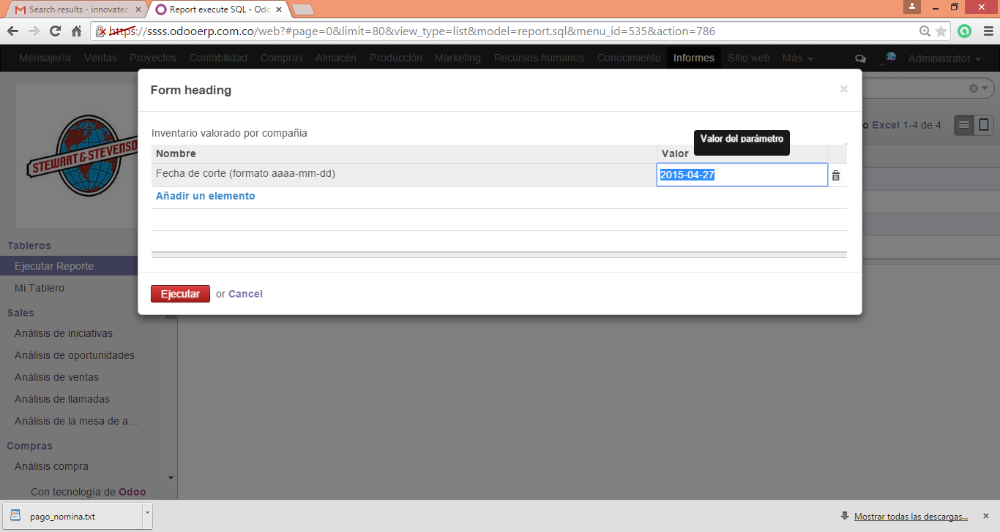 Search results - innovatec
Report execute SQL - Odo
https://ssss.odooerp.com.co/web?#page=0&limit=80&view_type=list&model=report.sql&menu_id=535&action=786
Mensajería Ventas Proyectos Contabilidad Compras Almacén Producción Marketing Recursos humanos Conocimiento Informes Sitio web Más Administrator
STEWART & STEVENSO
Form heading ×
Inventario valorado por compañia
Valor del parámetro
o Excel 1-4 de 4
Nombre Valor
Fecha de corte (formato aaaa-mm-dd) 2015-04-27
Añadir un elemento
Ejecutar or Cancel
Tableros
Ejecutar Reporte
Mi Tablero
Sales
Análisis de iniciativas
Análisis de oportunidades
Análisis de ventas
Análisis de llamadas
Análisis de la mesa de a...
Compras
Análisis compra
Con tecnología de Odoo
pago_nomina.txt
Mostrar todas las descargas...